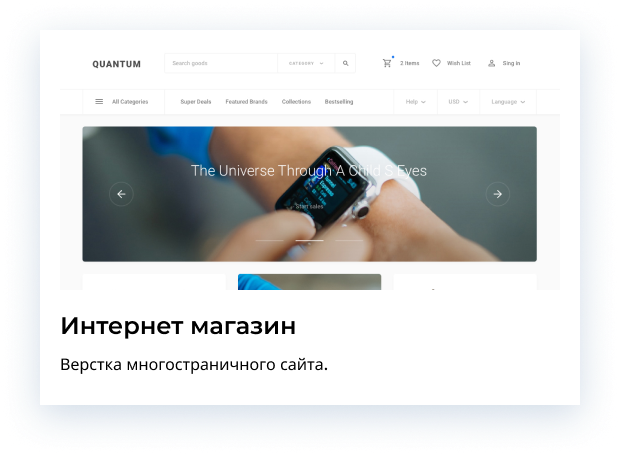 QUANTUM
Search goods
CATEGORY
2 Items
Wish List
Sing in
All Categories
Super Deals
Featured Brands
Collections
Bestselling
Help
USD
Language
The Universe Through A Child S Eyes
Start sales
Интернет магазин
Верстка многостраничного сайта.